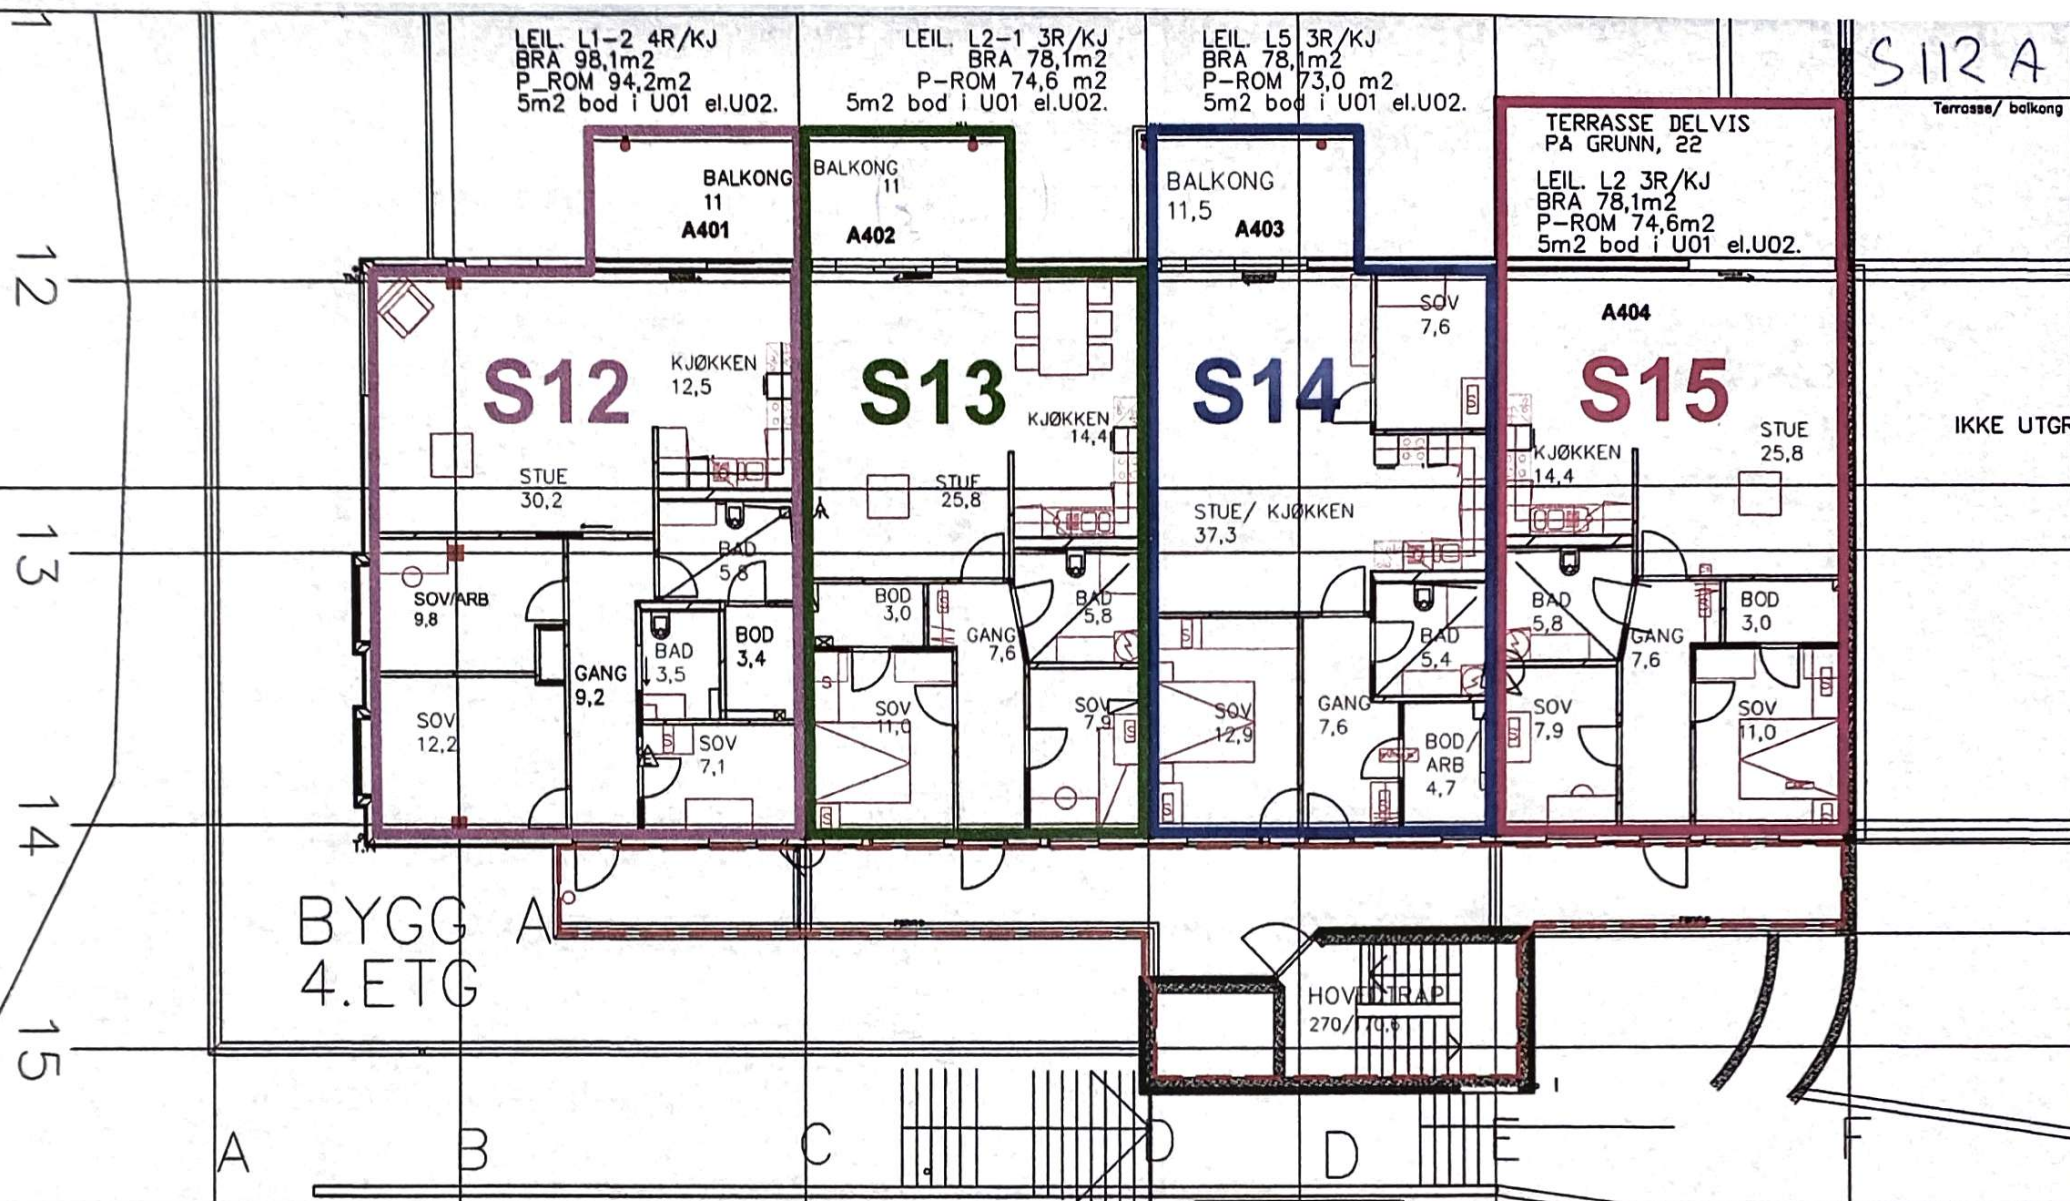 LEIL. L1-2 4R/KJ
BRA 98,1m2
P_ROM 94,2m2
5m2 bod i U01 el.U02.
LEIL. L2-1 3R/KJ
BRA 78,1m2
P-ROM 74,6 m2
5m2 bod i U01 el.U02.
LEIL. L5 3R/KJ
BRA 78,1m2
P-ROM 73,0 m2
5m2 bod i U01 el.U02.
S112 A
Terrasse/ balkong
TERRASSE DELVIS
PÅ GRUNN, 22
LEIL. L2 3R/KJ
BRA 78,1m2
P-ROM 74,6m2
5m2 bod i U01 el.U02.
BALKONG
11
A401
BALKONG
11
A402
BALKONG
11,5
A403
A404
12
13
14
15
S12
KJØKKEN
12,5
STUE
30,2
BAD
5,8
SOV/ARB
9,8
BAD
3,5
BOD
3,4
GANG
9,2
SOV
12,2
SOV
7,1
S13
KJØKKEN
14,4
STUE
25,8
BOD
3,0
BAD
5,8
GANG
7,6
SOV
11,0
SOV
7,9
S14
SOV
7,6
STUE/ KJØKKEN
37,3
BAD
5,4
SOV
12,9
GANG
7,6
BOD/
ARB
4,7
S15
STUE
25,8
KJØKKEN
14,4
BAD
5,8
BOD
3,0
GANG
7,6
SOV
7,9
SOV
11,0
IKKE UTGR
BYGG A
4.ETG
HOVEDTRAP
A
B
C
D
D
E
F